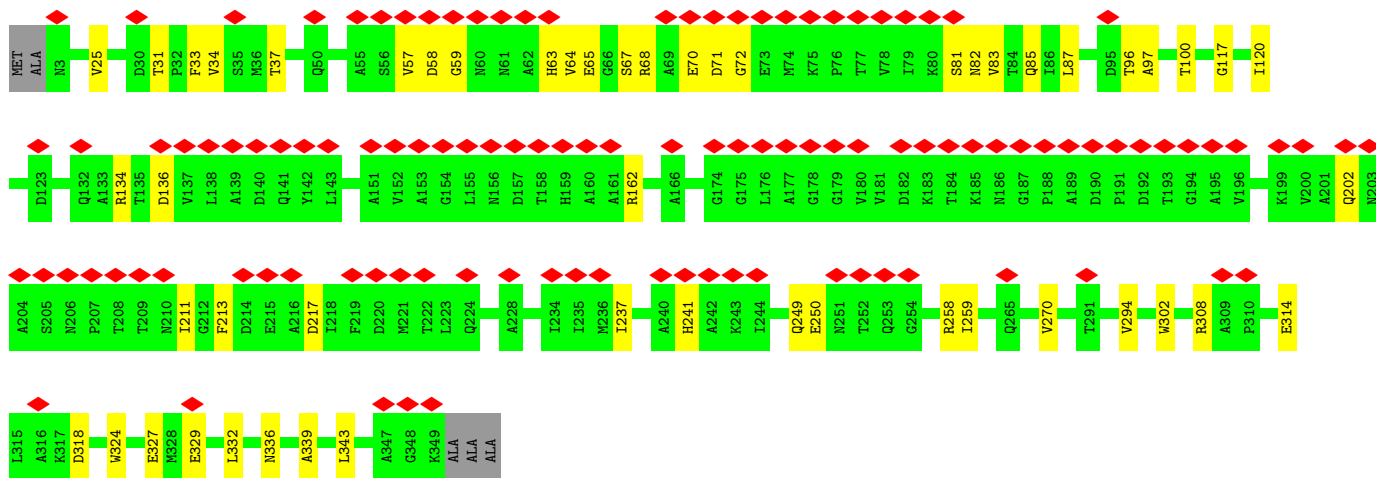 MET ALA N3 V25 D30 T31 P32 F33 V34 S35 M36 T37 Q50 A55 S56 V57 D58 G59 N60 N61 A62 H63 V64 E65 G66 S67 R68 A69 E70 D71 G72 E73 M74 K75 P76 T77 V78 I79 K80 S81 N82 V83 T84 Q85 I86 L87 D95 T96 A97 T100 G117 I120
D123 Q132 A133 R134 T135 D136 V137 L138 A139 D140 Q141 Y142 L143 A151 V152 A153 G154 L155 N156 D157 T158 H159 A160 A161 R162 A166 G174 G175 L176 A177 G178 G179 V180 V181 D182 K183 T184 K185 N186 G187 P188 A189 D190 P191 D192 T193 G194 A195 V196 K199 V200 A201 Q202 N203
A204 S205 N206 P207 T208 T209 N210 I211 G212 F213 D214 E215 A216 D217 I218 F219 D220 M221 T222 L223 Q224 A228 I234 I235 M236 I237 A240 H241 A242 K243 I244 Q249 E250 N251 T252 Q253 G254 R258 I259 Q265 V270 T291 V294 W302 R308 A309 P310 E314
L315 A316 K317 D318 W324 E327 M328 E329 L332 N336 A339 L343 A347 G348 K349 ALA ALA ALA